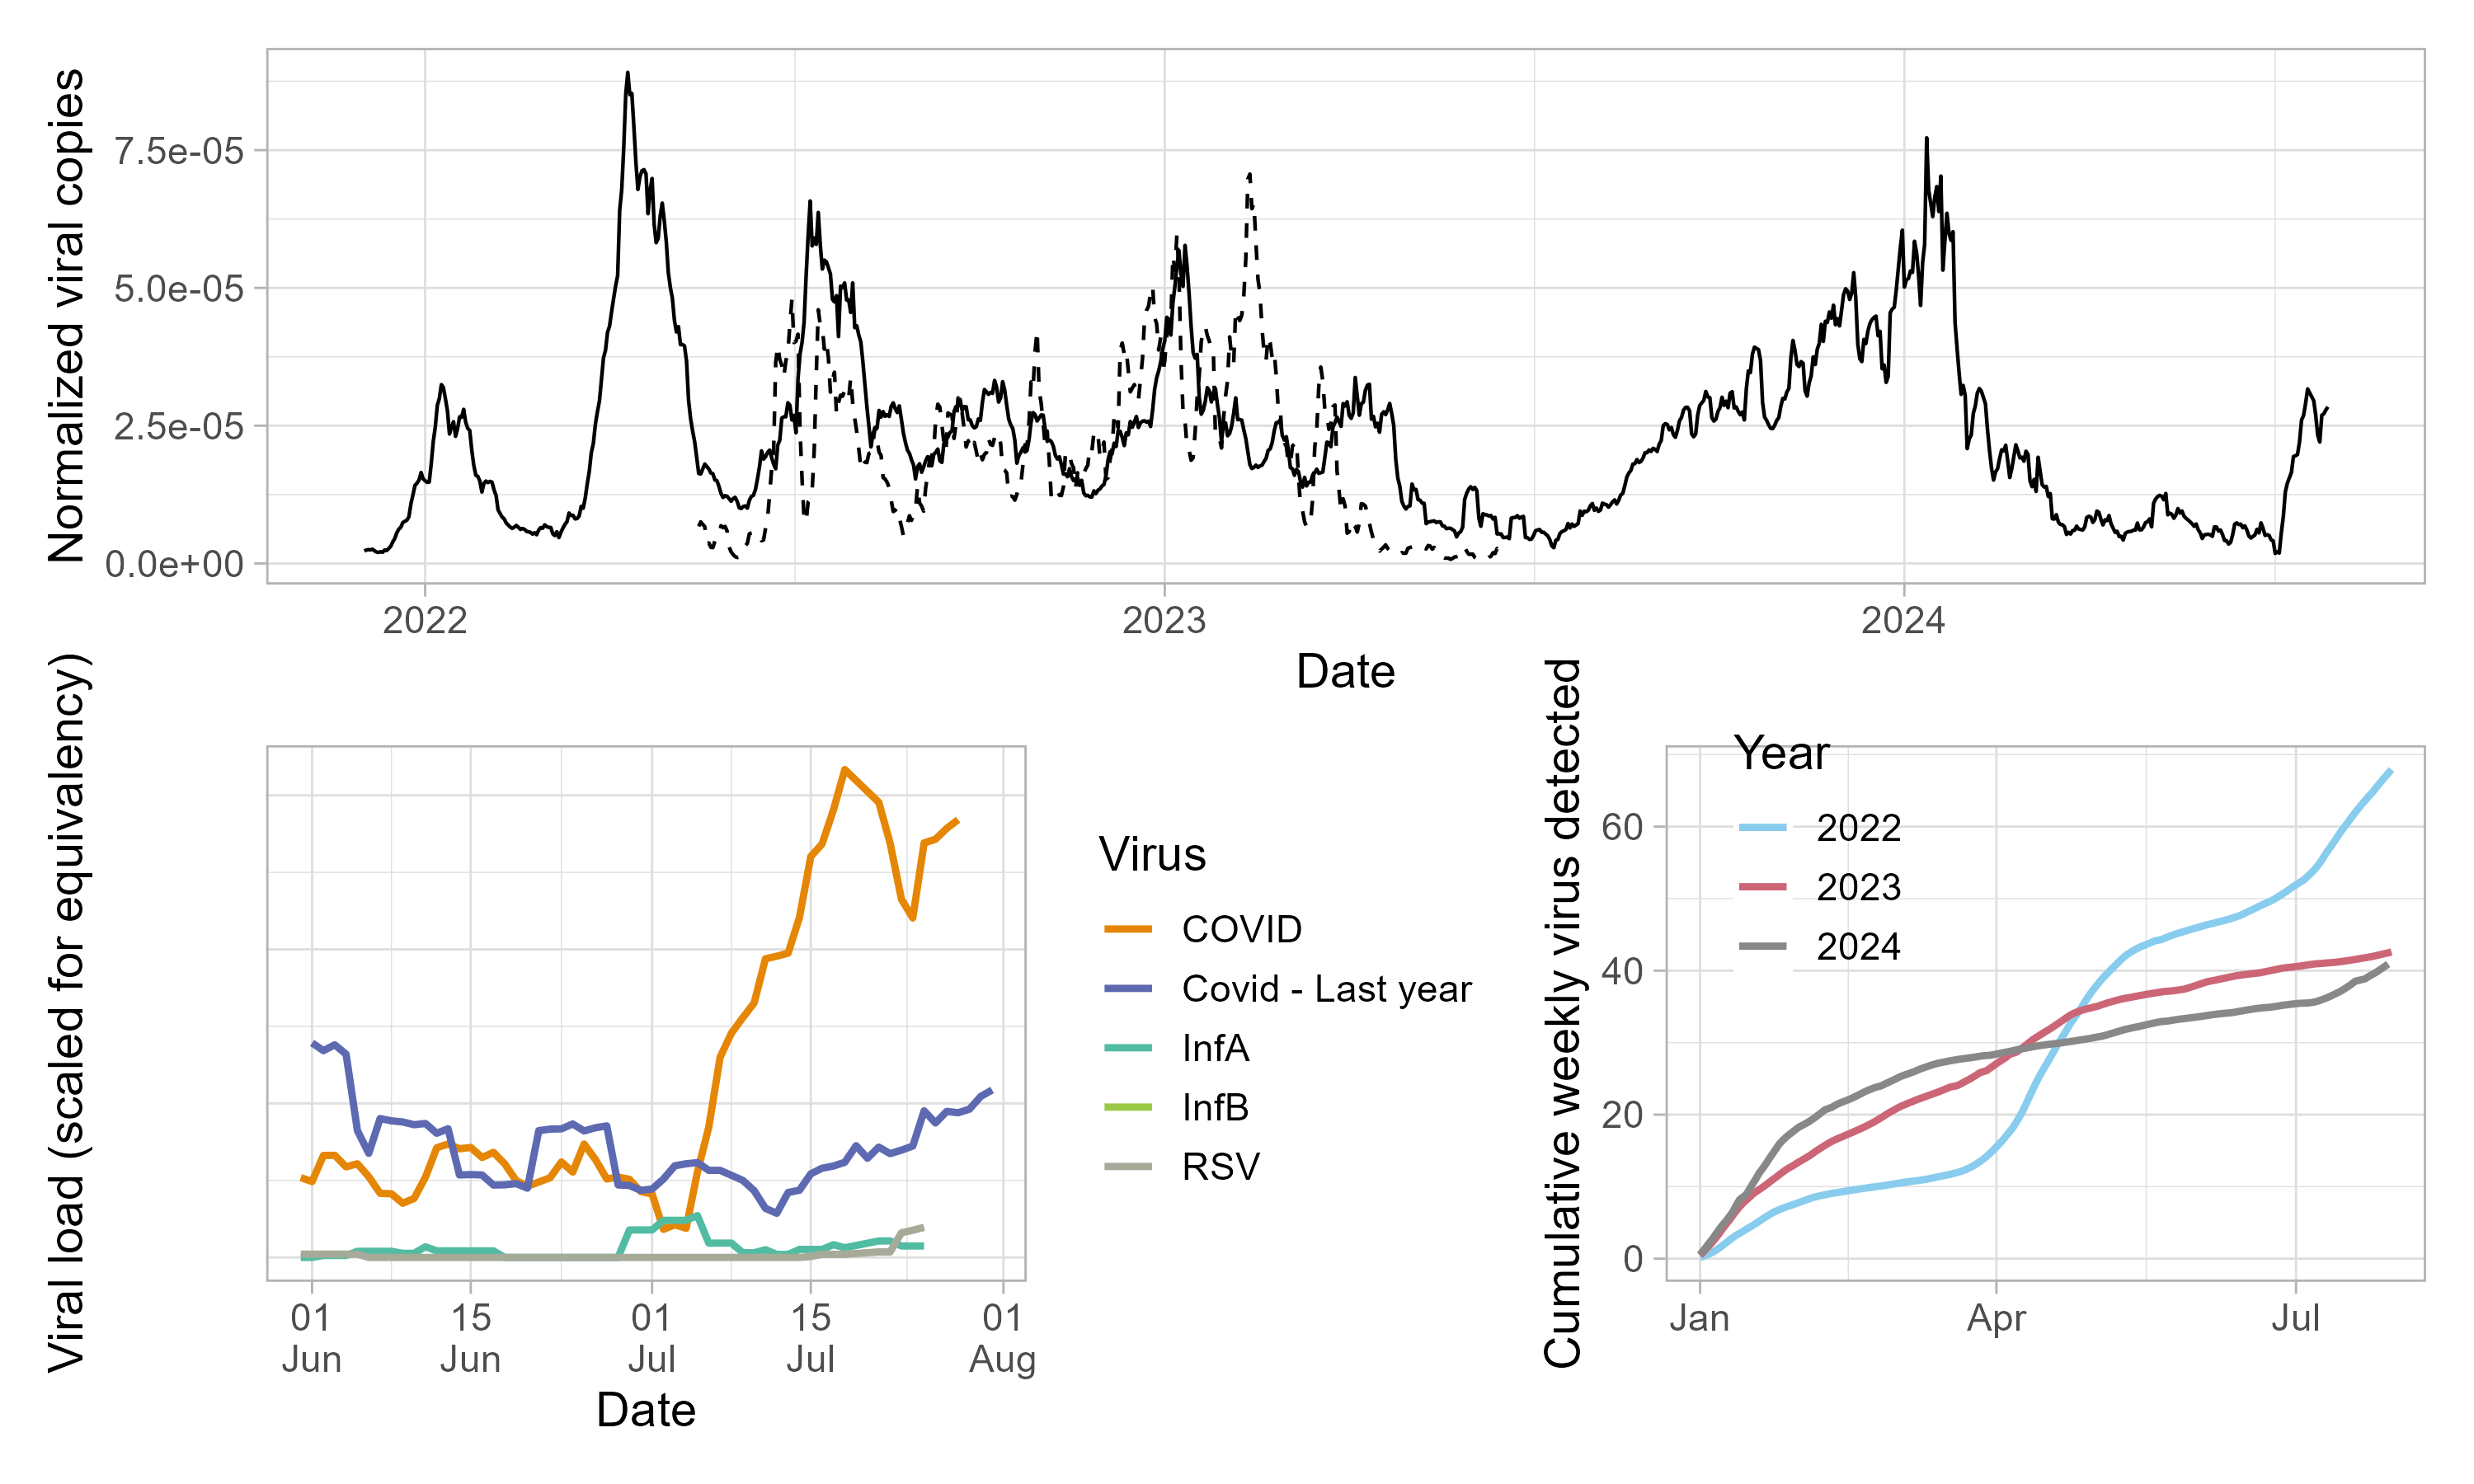 Normalized viral copies
7.5e-05
5.0e-05
2.5e-05
0.0e+00
2022
2023
2024
Date
Viral load (scaled for equivalency)
01
Jun
15
Jun
01
Jul
15
Jul
01
Aug
Date
Virus
COVID
Covid - Last year
InfA
InfB
RSV
Cumulative weekly virus detected
60
40
20
0
Jan
Apr
Jul
Year
2022
2023
2024